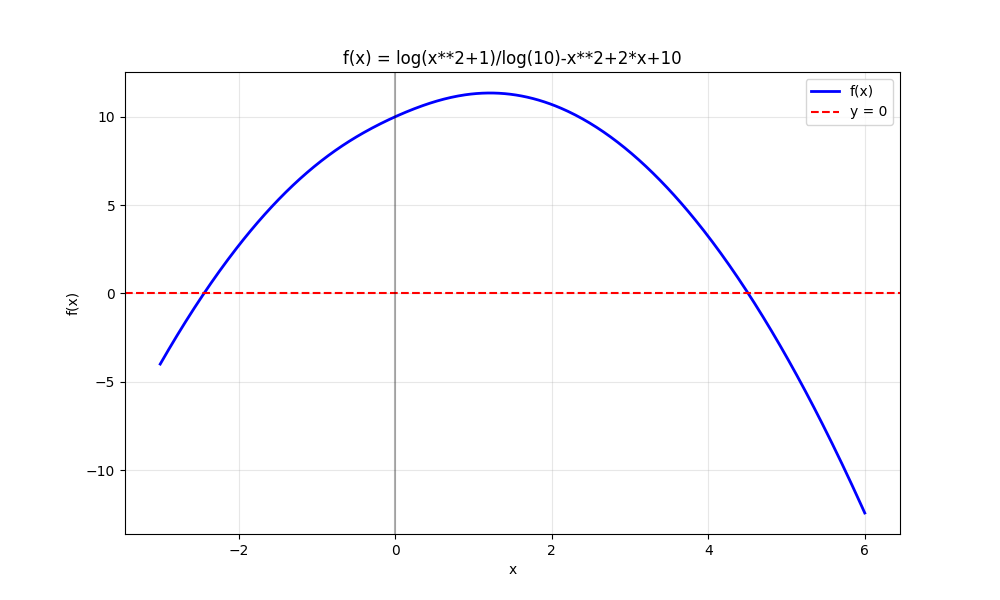 f(x) = log(x**2+1)/log(10)-x**2+2*x+10
f(x)
y = 0
10
5
0
−5
−10
f(x)
−2
0
2
4
6
x